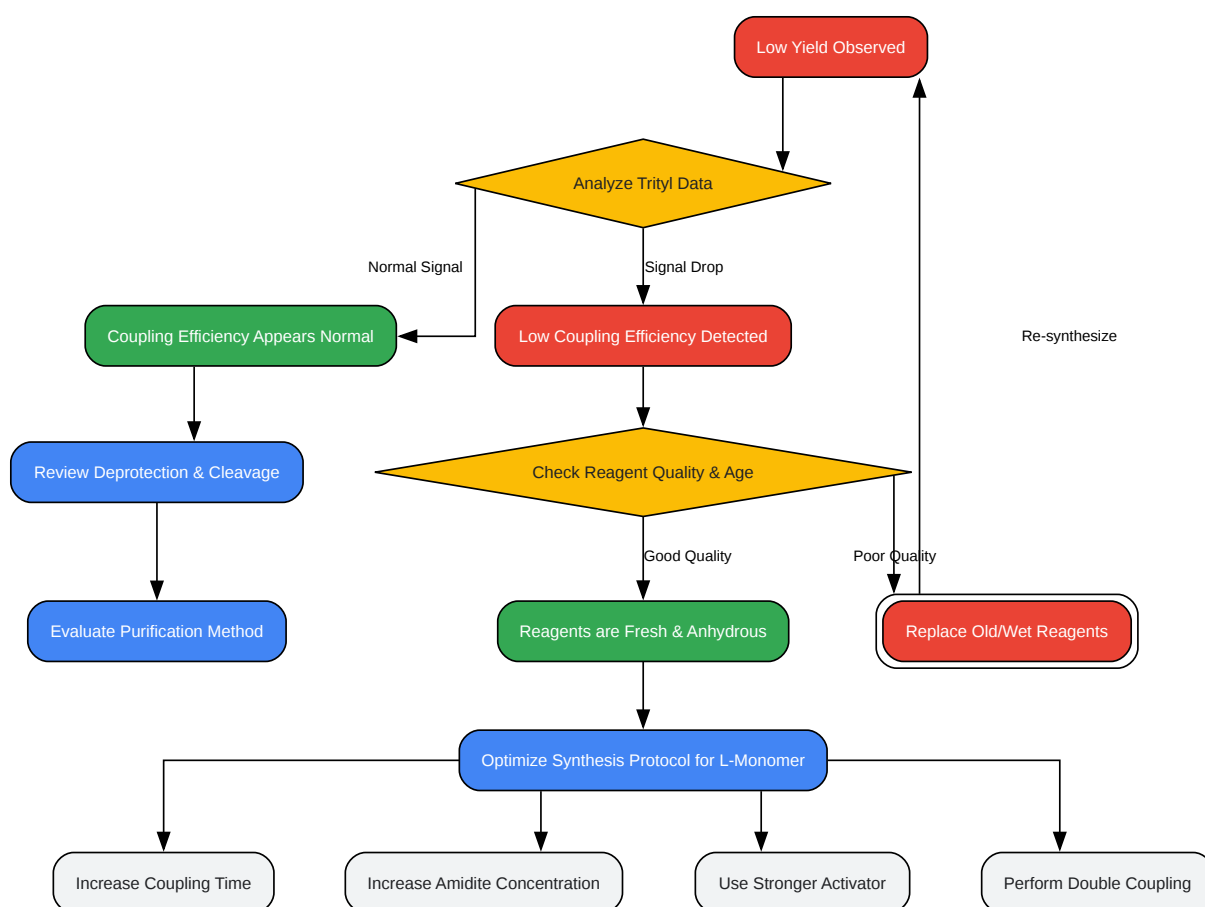 Low Yield Observed
Analyze Trityl Data
Normal Signal
Signal Drop
Coupling Efficiency Appears Normal
Low Coupling Efficiency Detected
Re-synthesize
Review Deprotection & Cleavage
Check Reagent Quality & Age
Good Quality
Poor Quality
Evaluate Purification Method
Reagents are Fresh & Anhydrous
Replace Old/Wet Reagents
Optimize Synthesis Protocol for L-Monomer
Increase Coupling Time
Increase Amidite Concentration
Use Stronger Activator
Perform Double Coupling